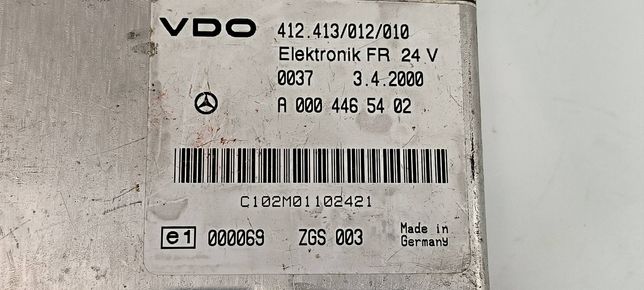 VDO 412.413/012/010
Elektronik FR 24 V
0037 3.4.2000
A 000 446 54 02
C102M01102421
e1 000069 ZGS 003 Made in
Germany